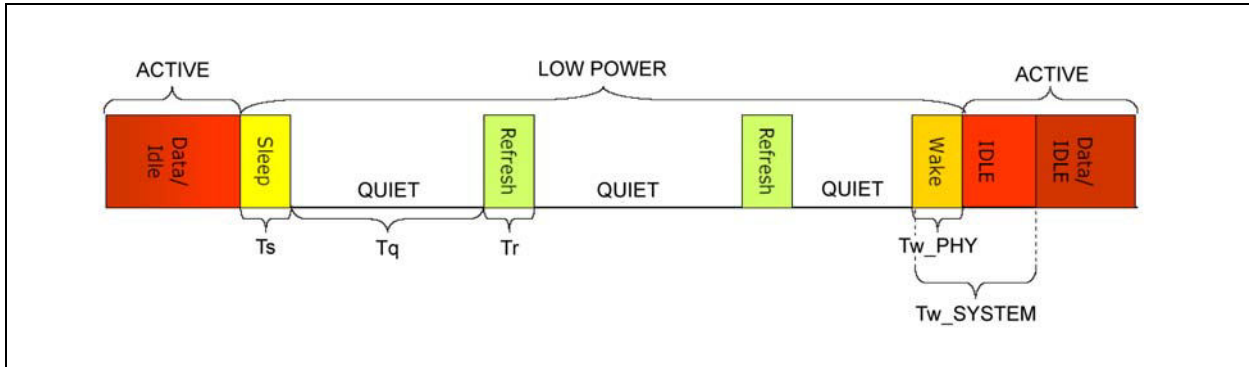 ACTIVE
LOW POWER
ACTIVE
Data/
Idle
Sleep
QUIET
Refresh
QUIET
Refresh
QUIET
Wake
IDLE
Data/
IDLE
Ts
Tq
Tr
Tw_PHY
Tw_SYSTEM